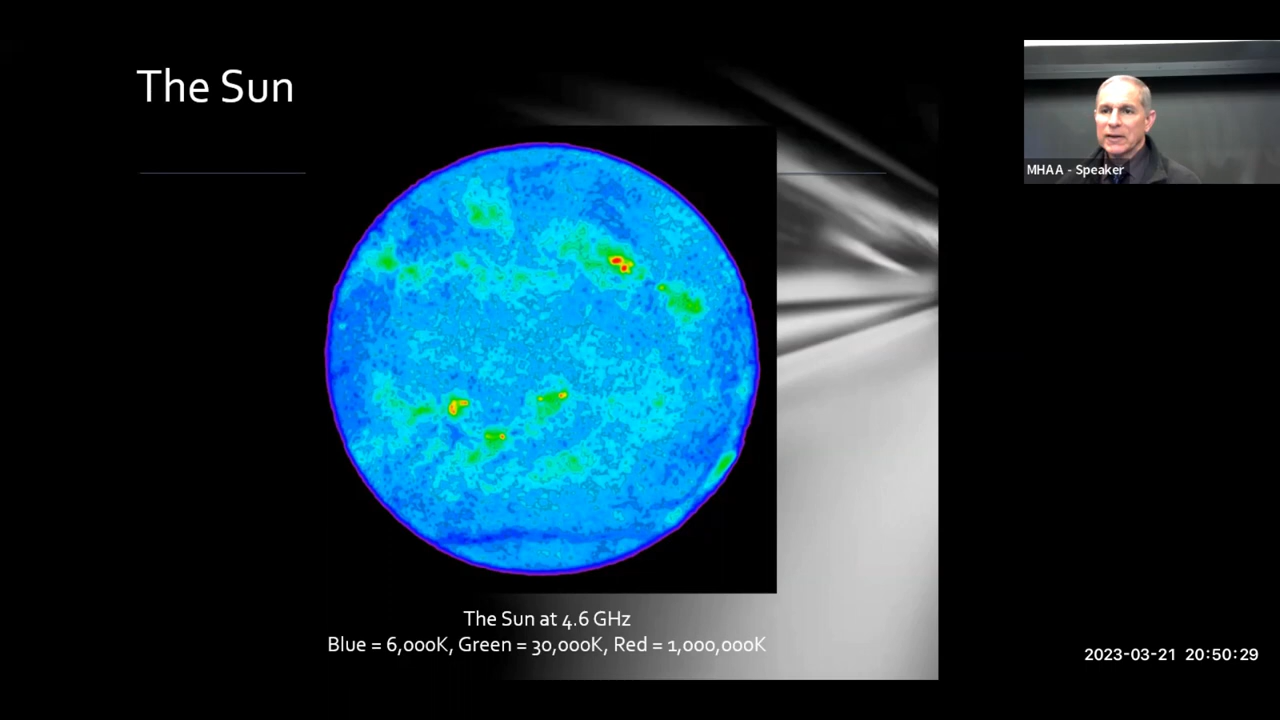 The Sun
MHAA - Speaker
The Sun at 4.6 GHz
Blue = 6,000K, Green = 30,000K, Red = 1,000,000K
2023-03-21 20:50:29